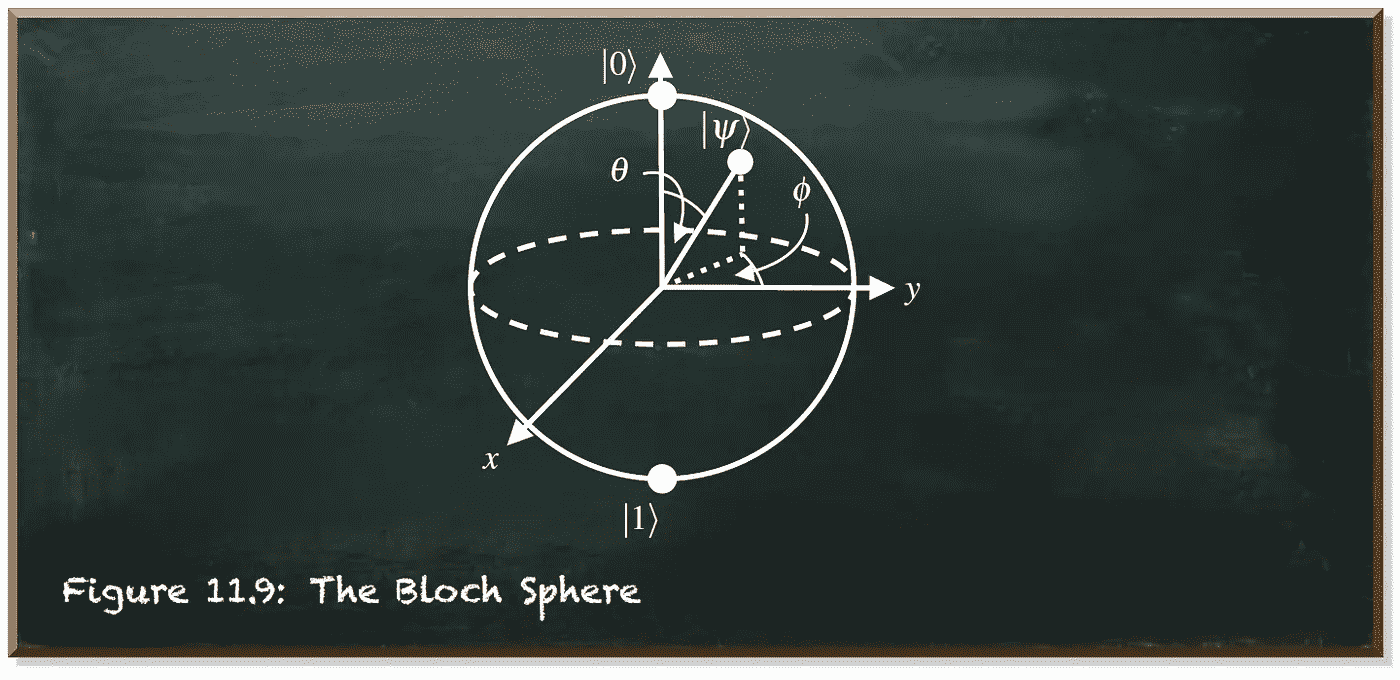 |0⟩
|ψ⟩
θ
ϕ
y
x
|1⟩
Figure 11.9: The Bloch Sphere